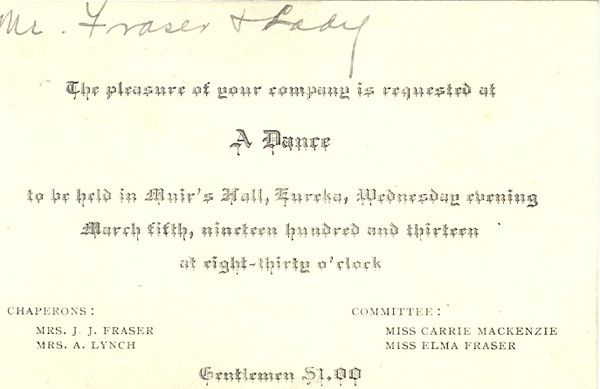 Mr. Fraser & Lady
The pleasure of your company is requested at
A Dance
to be held in Muir's Hall, Eureka, Wednesday evening
March fifth, nineteen hundred and thirteen
at eight-thirty o'clock
CHAPERONS:
MRS. J. J. FRASER
MRS. A. LYNCH
COMMITTEE:
MISS CARRIE MACKENZIE
MISS ELMA FRASER
Gentlemen $1.00